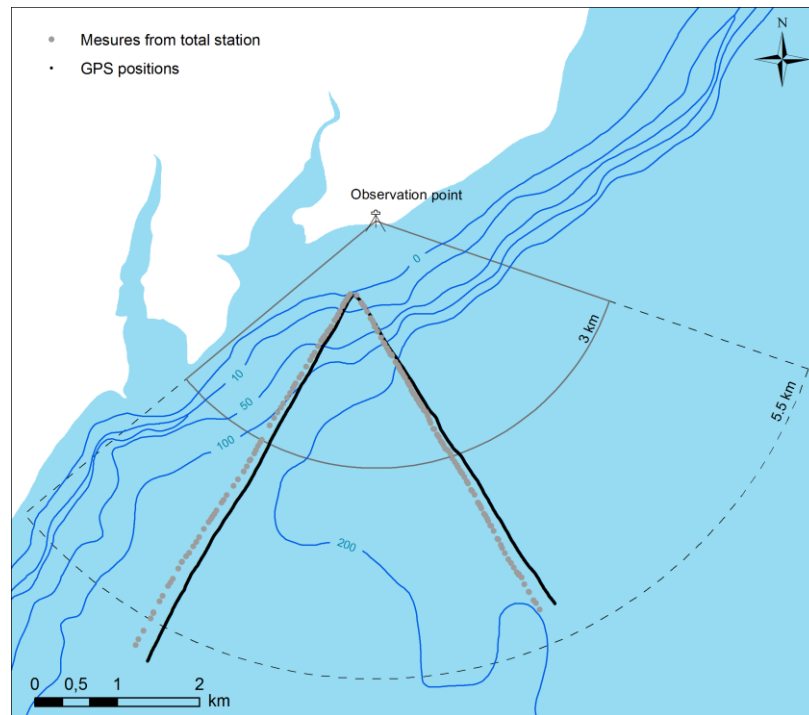 Mesures from total station
GPS positions
N
Observation point
0
3 km
10
50
5.5 km
100
200
0 0,5 1 2
km